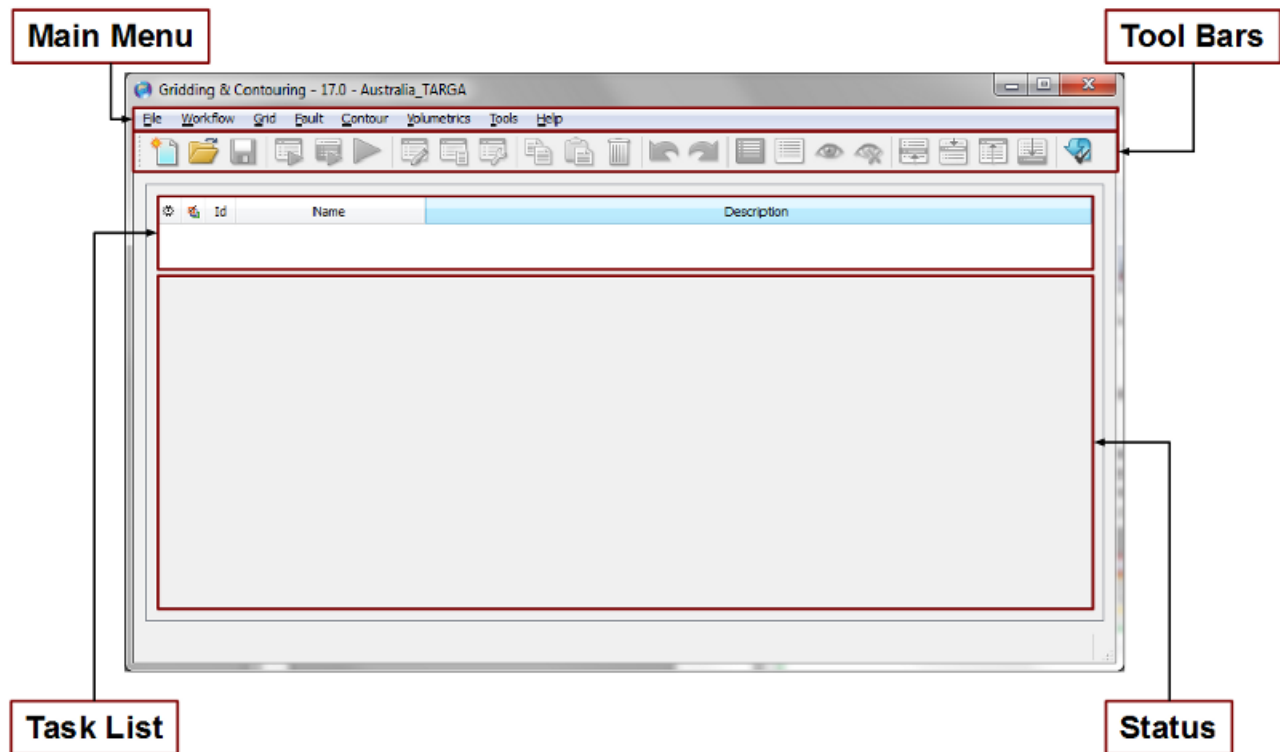 Main Menu
Tool Bars
Gridding & Contouring - 17.0 - Australia_TARGA
File Workflow Grid Fault Contour Volumetrics Tools Help
Id Name Description
Task List
Status